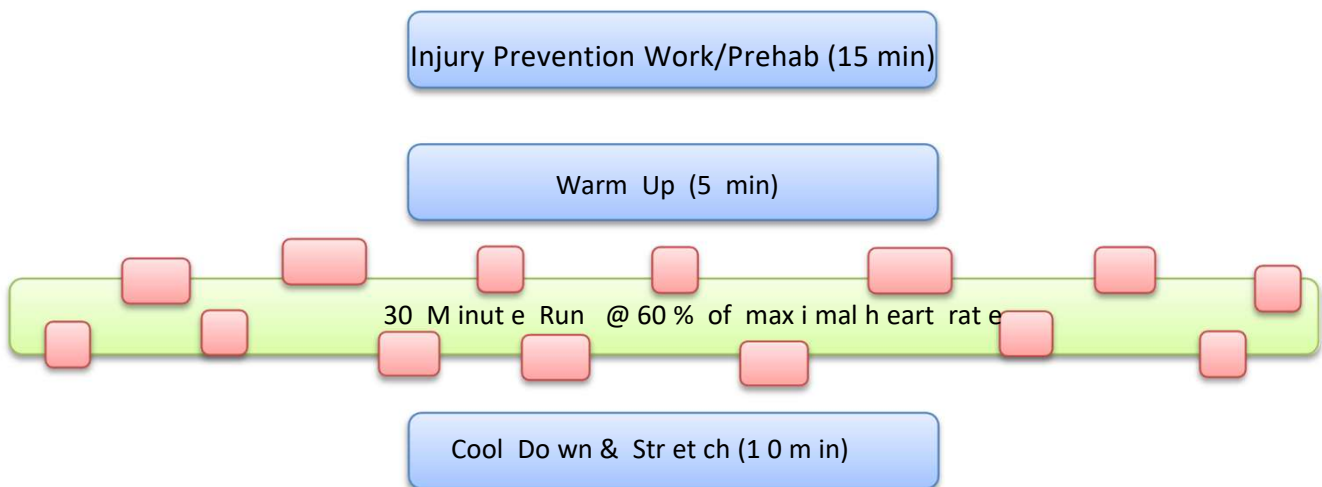 Injury Prevention Work/Prehab (15 min)
Warm Up (5 min)
30 M inut e Run @ 60 % of max i mal h eart rat e
Cool Do wn & Str et ch (1 0 m in)